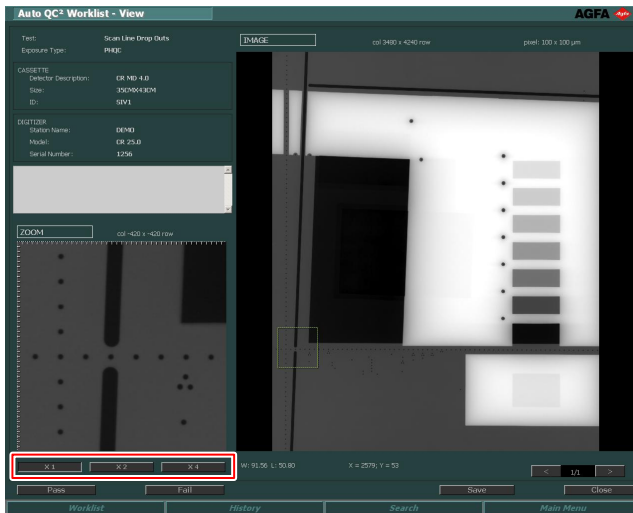 Auto QC² Worklist - View
AGFA
Agfa
Test: Scan Line Drop Outs
Exposure Type: PHQC
CASSETTE
Detector Description: CR MD 4.0
Size: 35CMX43CM
ID: SIV1
DIGITIZER
Station Name: DEMO
Model: CR 25.0
Serial Number: 1256
IMAGE
col 3480 x 4240 row
pixel: 100 x 100 µm
ZOOM
col -420 x -420 row
X 1
X 2
X 4
W: 91.56 L: 50.80
X = 2579; Y = 53
<
1/1
>
Pass
Fail
Save
Close
Worklist
History
Search
Main Menu